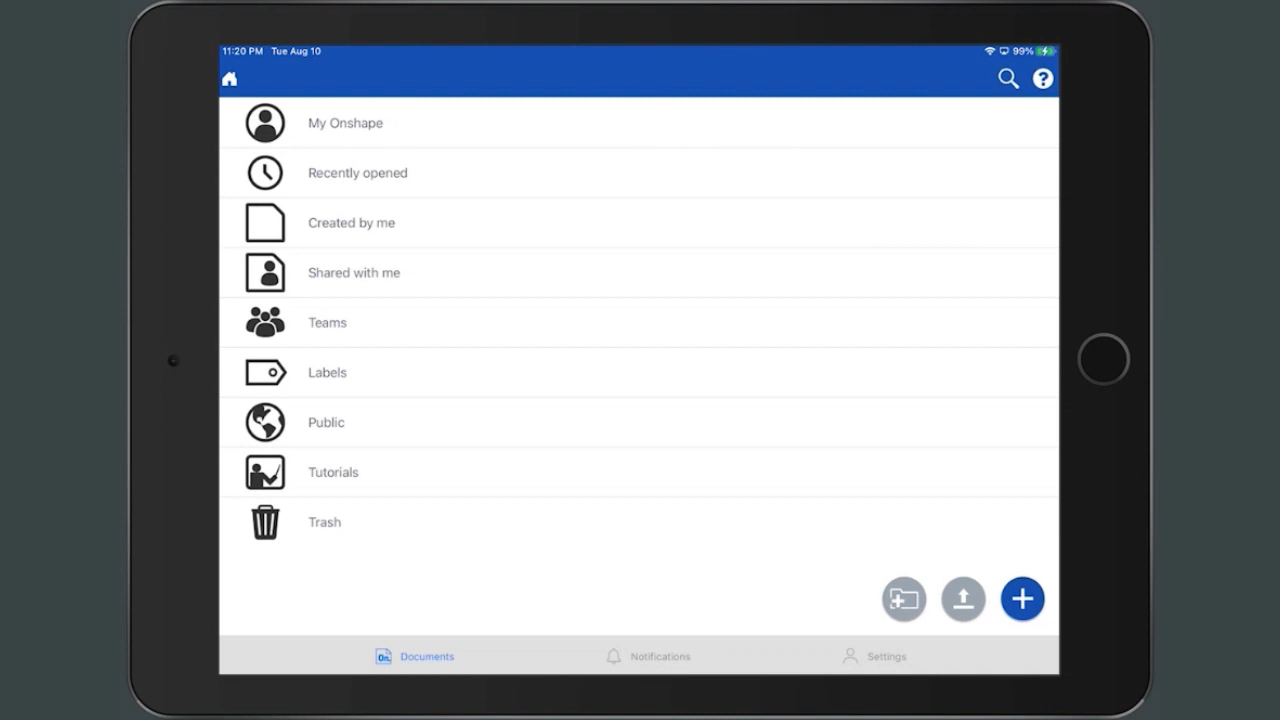 11:20 PM Tue Aug 10 99%
My Onshape
Recently opened
Created by me
Shared with me
Teams
Labels
Public
Tutorials
Trash
On Documents Notifications Settings